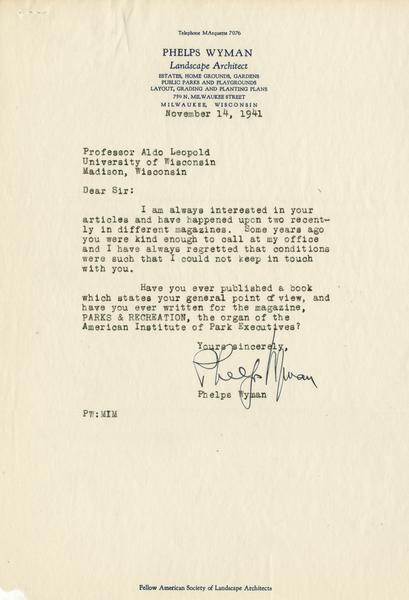 Telephone MArquette 7076
PHELPS WYMAN
Landscape Architect
ESTATES, HOME GROUNDS, GARDENS
PUBLIC PARKS AND PLAYGROUNDS
LAYOUT, GRADING AND PLANTING PLANS
759 N. MILWAUKEE STREET
MILWAUKEE, WISCONSIN
November 14, 1941
Professor Aldo Leopold
University of Wisconsin
Madison, Wisconsin
Dear Sir:
I am always interested in your
articles and have happened upon two recent-
ly in different magazines. Some years ago
you were kind enough to call at my office
and I have always regretted that conditions
were such that I could not keep in touch
with you.
Have you ever published a book
which states your general point of view, and
have you ever written for the magazine,
PARKS & RECREATION, the organ of the
American Institute of Park Executives?
Yours sincerely,
Phelps Wyman
Phelps Wyman
PW:MIM
Fellow American Society of Landscape Architects